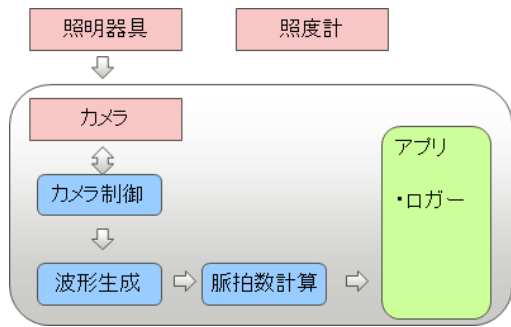 照明器具
照度計
カメラ
アプリ
カメラ制御
・ロガー
波形生成
脈拍数計算